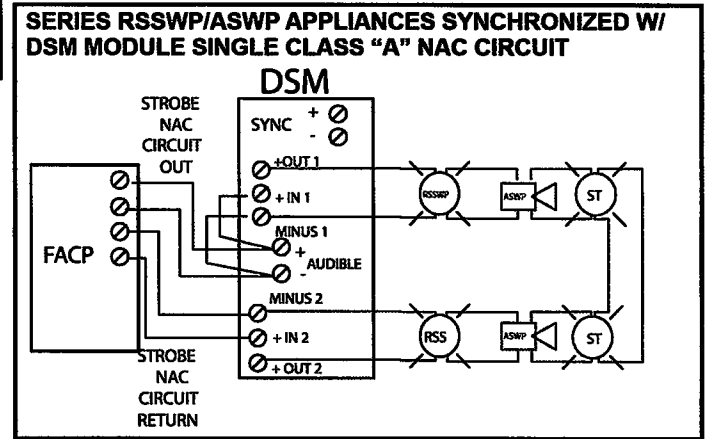 SERIES RSSWP/ASWP APPLIANCES SYNCHRONIZED W/
DSM MODULE SINGLE CLASS “A” NAC CIRCUIT
DSM
STROBE
NAC
CIRCUIT
OUT
SYNC
+
-
+OUT 1
+ IN 1
MINUS 1
+
AUDIBLE
-
MINUS 2
+ IN 2
+ OUT 2
FACP
STROBE
NAC
CIRCUIT
RETURN
RSSWP
ASWP
ST
RSS
ASWP
ST